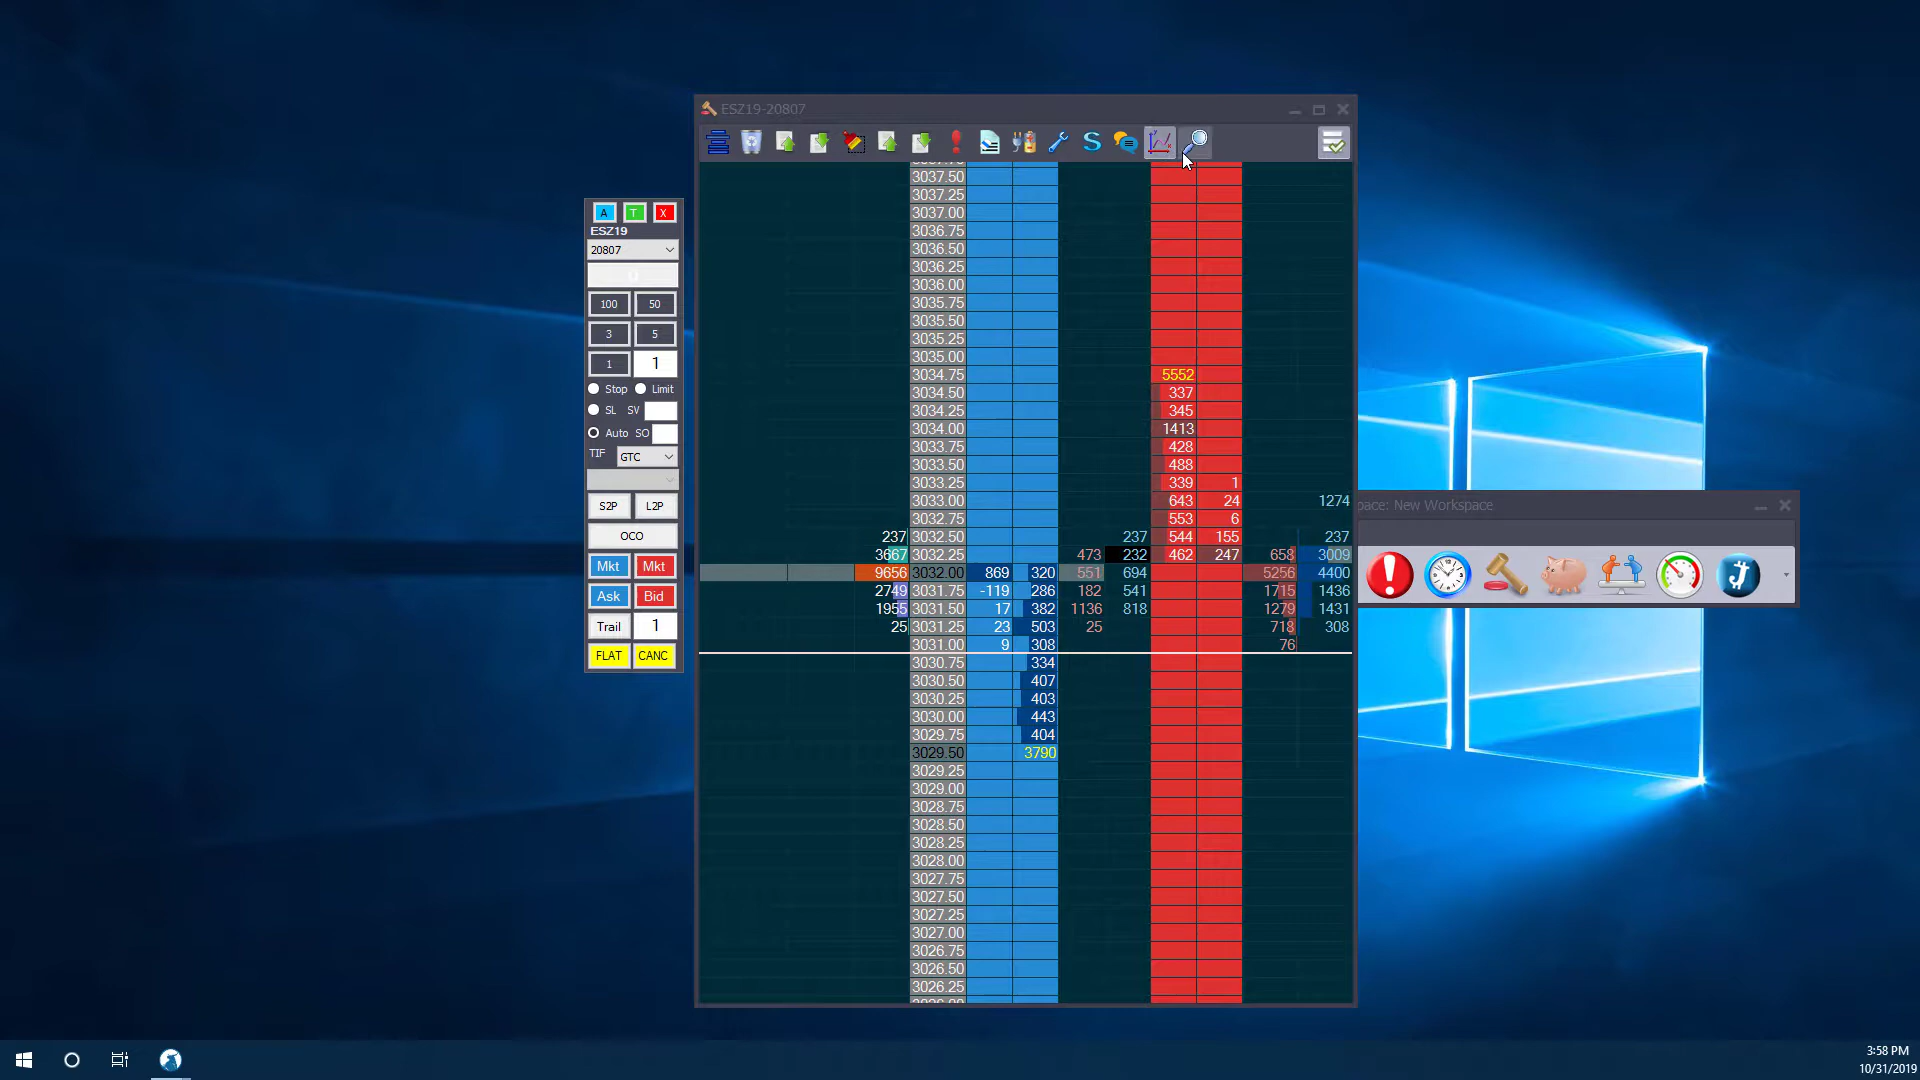 ESZ19-20807
A T X
ESZ19
20807
100 50
3 5
1 1
Stop Limit
SL SV
Auto SO
TIF GTC
S2P L2P
OCO
Mkt Mkt
Ask Bid
Trail 1
FLAT CANC
3037.50
3037.25
3037.00
3036.75
3036.50
3036.25
3036.00
3035.75
3035.50
3035.25
3035.00
3034.75 5552
3034.50 337
3034.25 345
3034.00 1413
3033.75 428
3033.50 488
3033.25 339 1
3033.00 643 24 1274
3032.75 553 6
237 3032.50 237 544 155 237
3667 3032.25 473 232 462 247 658 3009
9656 3032.00 869 320 551 694 5256 4400
2749 3031.75 -119 286 182 541 1715 1436
1955 3031.50 17 382 1136 818 1279 1431
25 3031.25 23 503 25 718 308
3031.00 9 308 76
3030.75 334
3030.50 407
3030.25 403
3030.00 443
3029.75 404
3029.50 3790
3029.25
3029.00
3028.75
3028.50
3028.25
3028.00
3027.75
3027.50
3027.25
3027.00
3026.75
3026.50
3026.25
pace: New Workspace
3:58 PM
10/31/2019